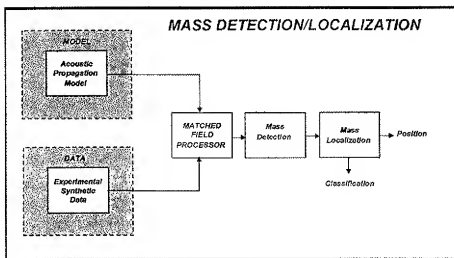 MASS DETECTION/LOCALIZATION
MODEL
Acoustic
Propagation
Model
MATCHED
FIELD
PROCESSOR
Mass
Detection
Mass
Localization
Position
Classification
DATA
Experimental
Synthetic
Data